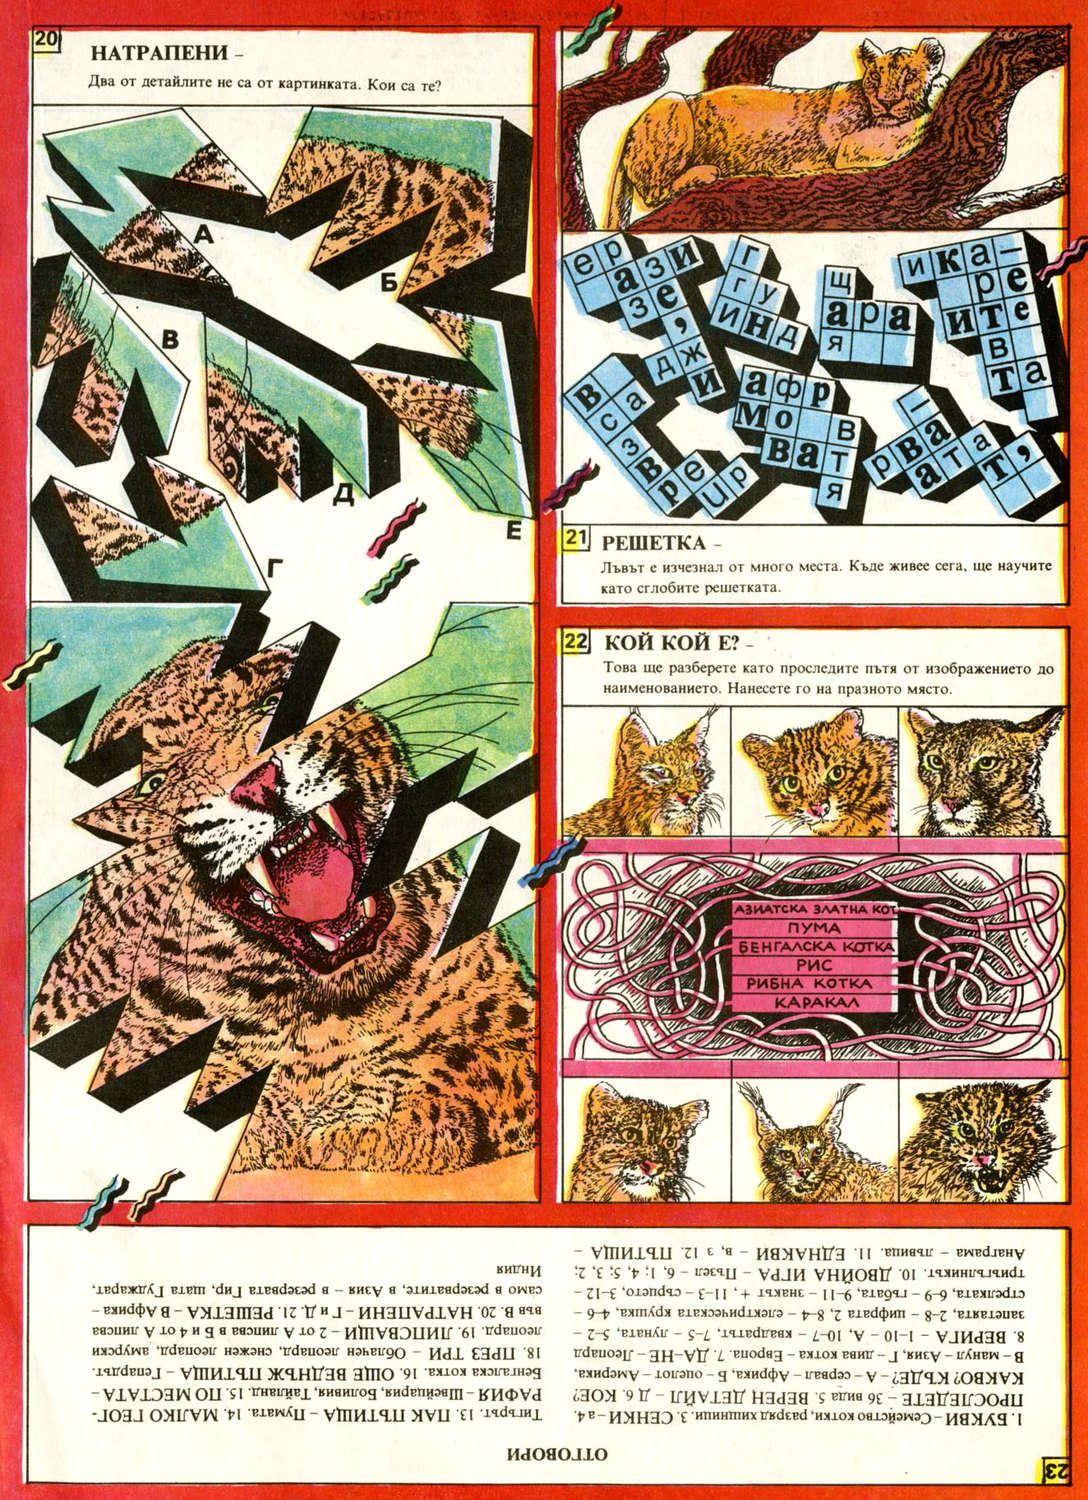 20
НАТРАПЕНИ –
Два от детайлите не са от картинката. Кои са те?
А
Б
В
Д
Е
Г
ер
ази
зе
,
джи
г
гу
инд
щ
ара
я
ика–
ре
ите
в
та
в
са
з
вре
ир
афр
мо
в
ват
я
–
рва
ата
т,
21
РЕШЕТКА –
Лъвът е изчезнал от много места. Къде живее сега, ще научите
като сглобите решетката.
22
КОЙ КОЙ Е? –
Това ще разберете като проследите пътя от изображението до
наименованието. Нанесете го на празното място.
АЗИАТСКА ЗЛАТНА КОТ
ПУМА
БЕНГАЛСКА КОТКА
РИС
РИБНА КОТКА
КАРАКАЛ
23
ОТГОВОРИ
1. БУКВИ – Семейство котки, разряд хищници. 3. СЕНКИ – а 4.
ПРОСЛЕДЕТЕ – 36 вида 5. ВЕРЕН ДЕТАЙЛ – Д 6. КОЕ?
КАКВО? КЪДЕ? – А – сервал – Африка, Б – оцелот – Америка,
В – манул – Азия, Г – дива котка – Европа. 7. ДА–НЕ – Леопард
8. ВЕРИГА – 1–10 – А, 10–7 – квадратът, 7–5 – луната, 5–2 –
запетаята, 2–8 – цифрата 2, 8–4 – електрическата крушка, 4–6 –
стрелката, 6–9 – гъбата, 9–11 – знакът +, 11–3 – сърцето, 3–12 –
триъгълникът. 10. ДВОЙНА ИГРА – Пъзел – 6, 1; 4, 5; 3, 2;
Анаграма – лъвица. 11. ЕДНАКВИ – в, з 12. ПЪТИЩА –
Тигърът. 13. ПАК ПЪТИЩА – Пумата. 14. МАЛКО ГЕОГ-
РАФИЯ – Швейцария, Боливия, Тайланд. 15. ПО МЕСТАТА –
Бенгалска котка. 16. ОЩЕ ВЕДНЪЖ ПЪТИЩА – Гепардът.
18. ПРЕЗ ТРИ – Облачен леопард, снежен леопард, амурски
леопард. 19. ЛИПСВАЩИ – 2 от А липсва в Б и 4 от А липсва
във В. 20. НАТРАПЕНИ – Г и Д. 21. РЕШЕТКА – В Африка –
само в резерватите, в Азия – в резервата Гир, щата Гуджарат,
Индия